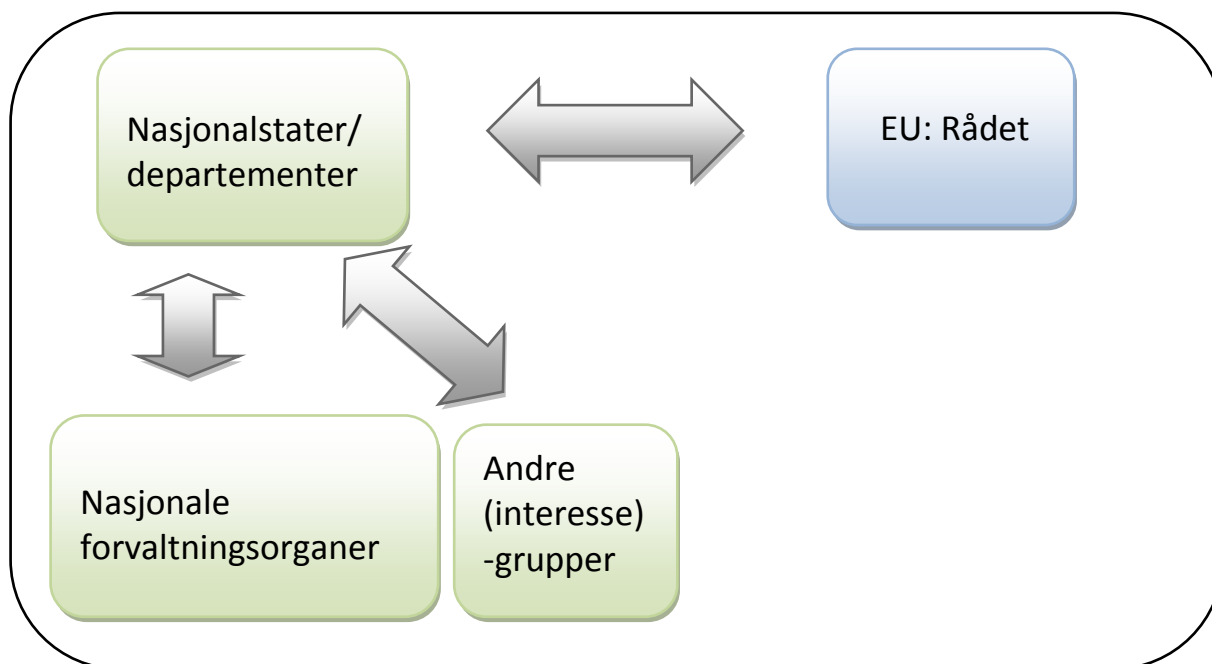 Nasjonalstater/
departementer
EU: Rådet
Nasjonale
forvaltningsorganer
Andre
(interesse)
-grupper